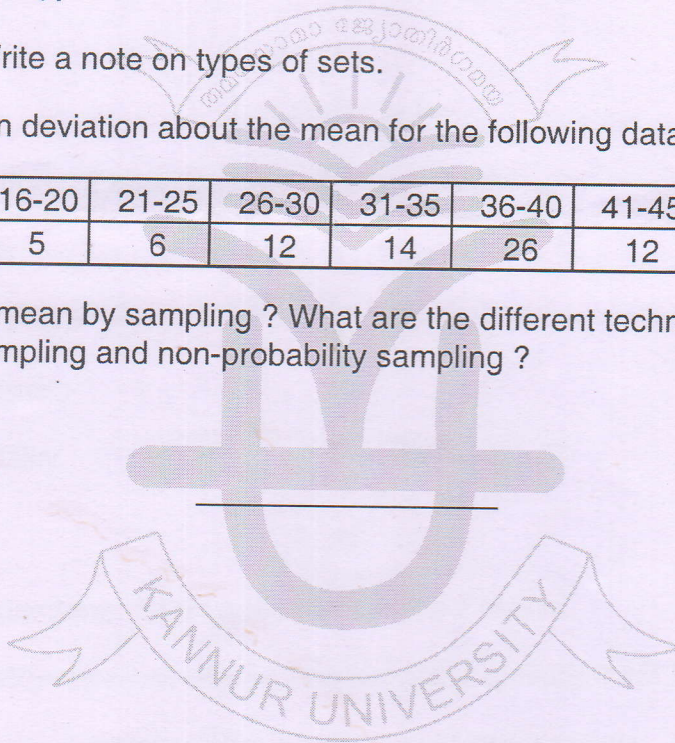 തമസോമാ ജ്യോതിർഗമയ
rite a note on types of sets.
n deviation about the mean for the following data
16-20 21-25 26-30 31-35 36-40 41-45
5 6 12 14 26 12
mean by sampling ? What are the different techn
mpling and non-probability sampling ?
KANNUR UNIVERSITY